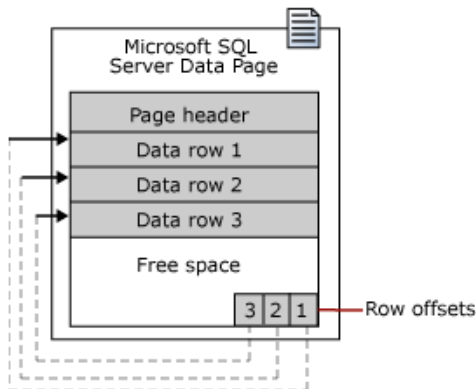 Microsoft SQL
Server Data Page
Page header
Data row 1
Data row 2
Data row 3
Free space
3 2 1
Row offsets